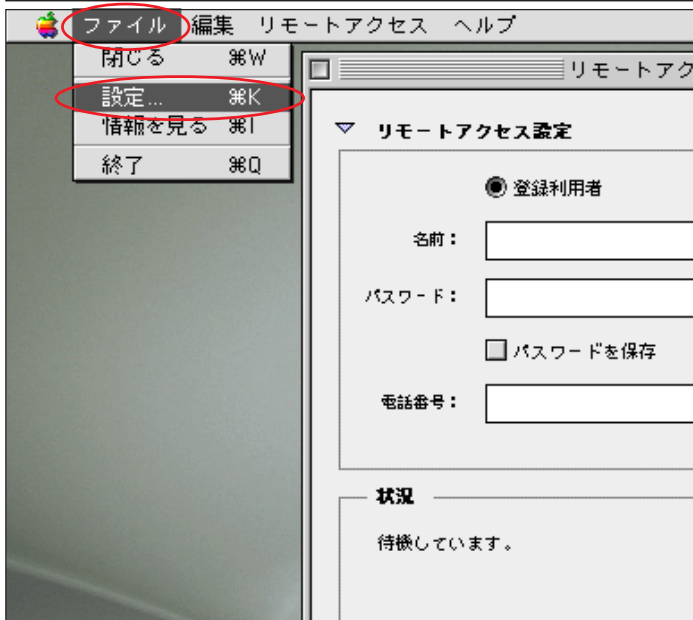 ファイル 編集 リモートアクセス ヘルプ
閉じる ⌘W
設定... ⌘K
情報を見る ⌘I
終了 ⌘Q
リモートアク
リモートアクセス設定
登録利用者
名前：
パスワード：
パスワードを保存
電話番号：
状況
待機しています。